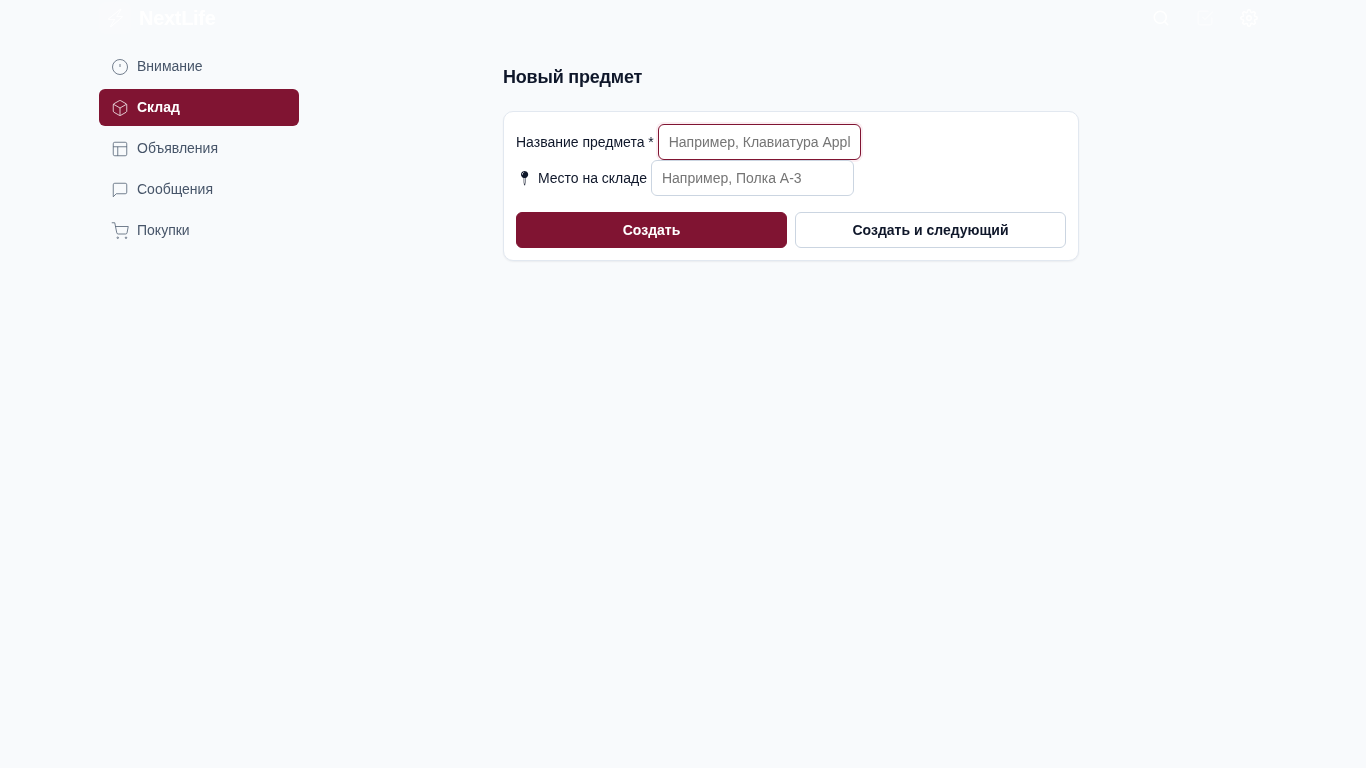 NextLife
Внимание
Склад
Объявления
Сообщения
Покупки
Новый предмет
Название предмета * Например, Клавиатура Appl
Место на складе Например, Полка А-3
Создать Создать и следующий